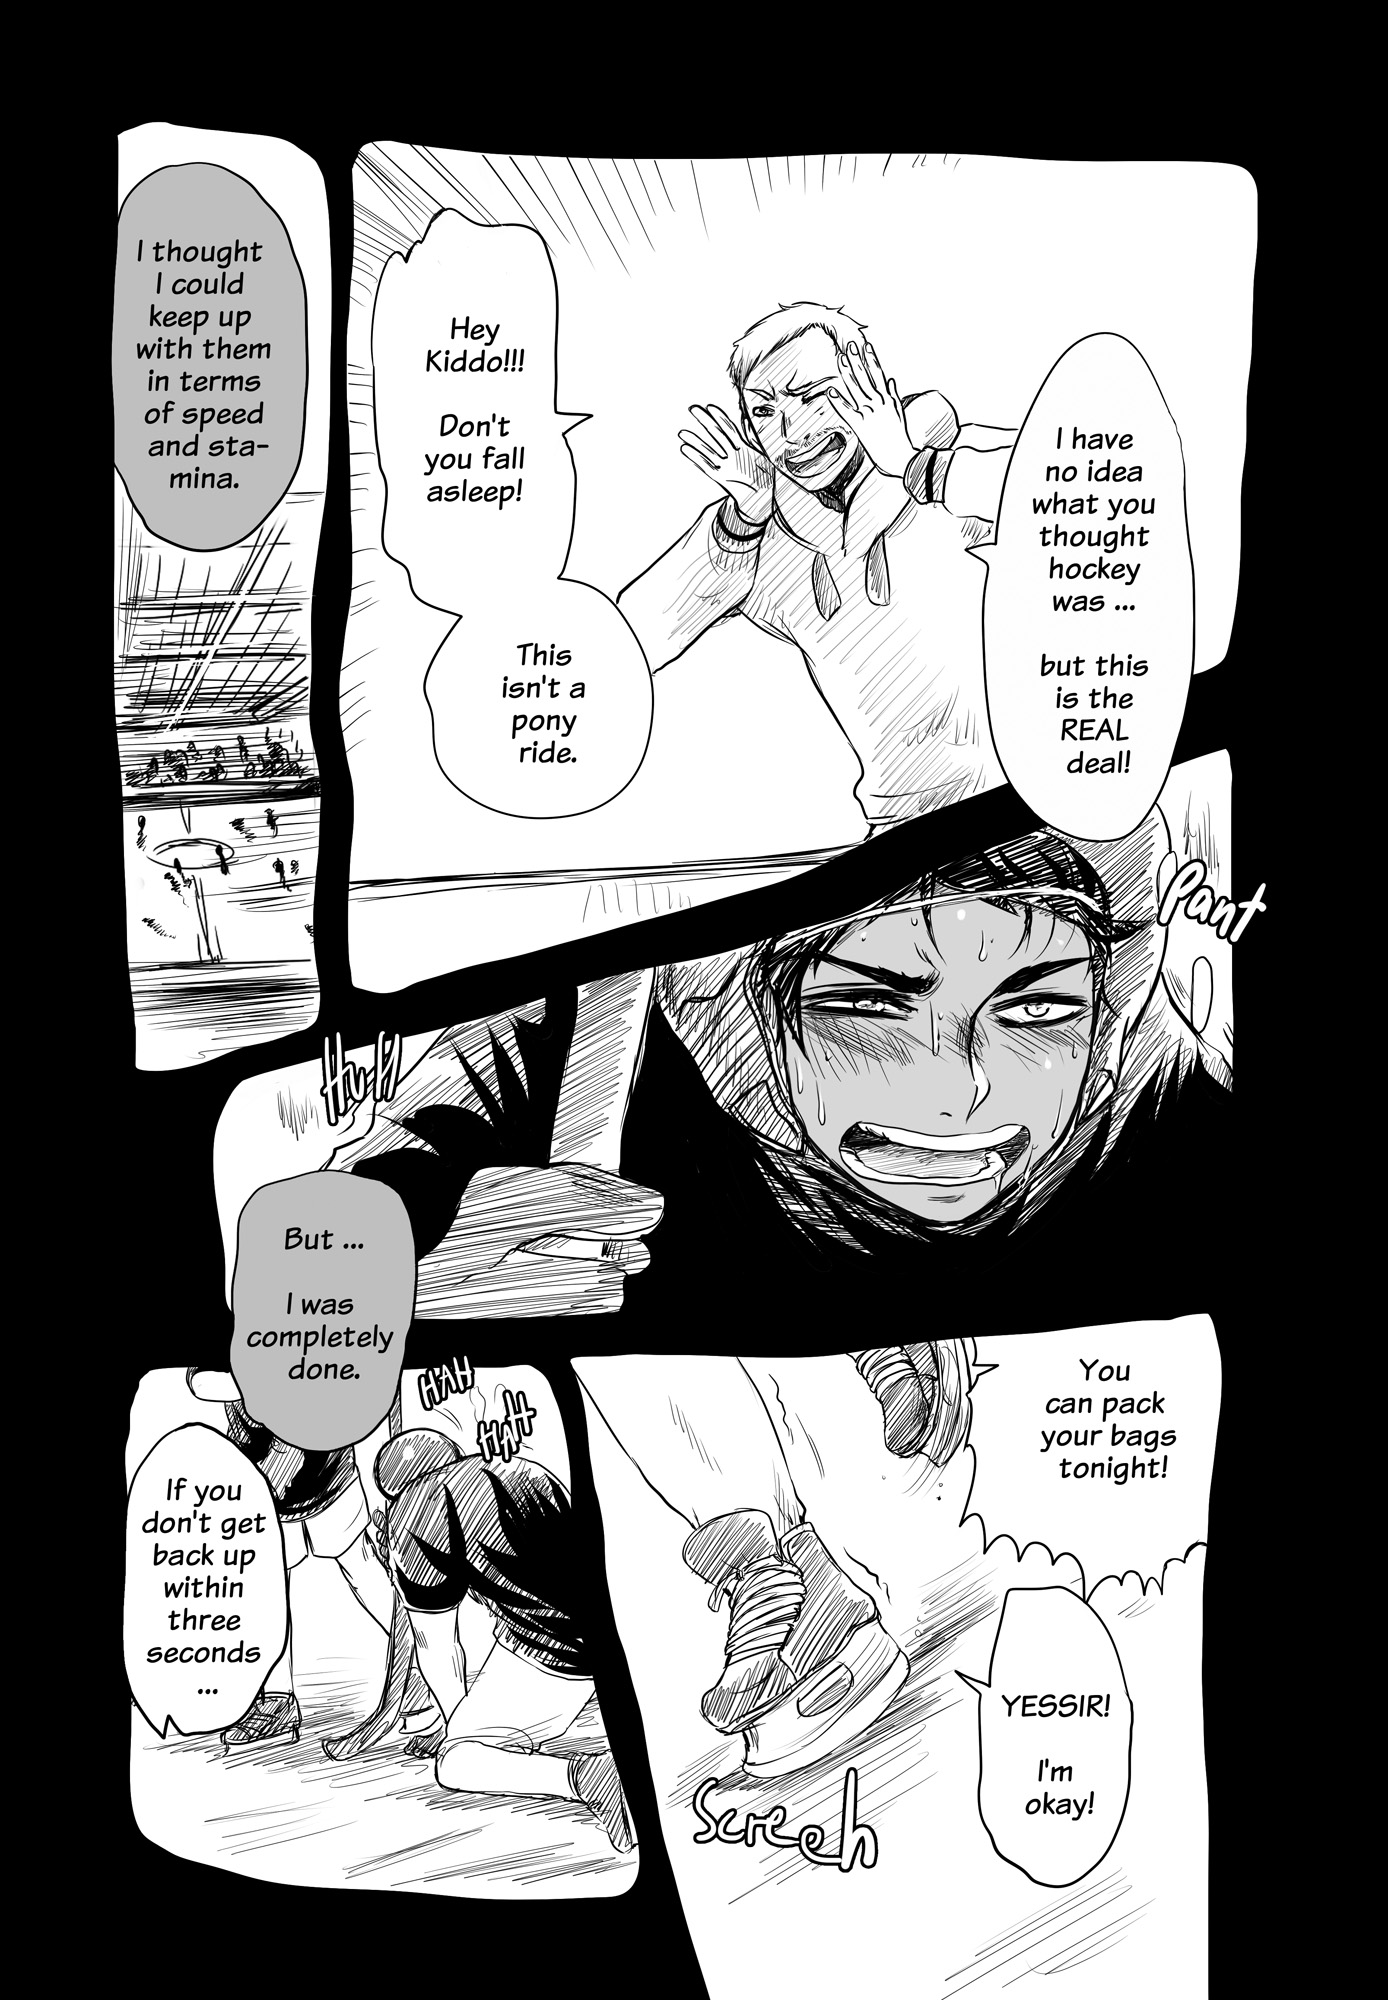 I thought
I could
keep up
with them
in terms
of speed
and sta-
mina.
Hey
Kiddo!!!
Don't
you fall
asleep!
This
isn't a
pony
ride.
I have
no idea
what you
thought
hockey
was ...
but this
is the
REAL
deal!
Pant
Huff
But ...
I was
completely
done.
HAH
HAH
If you
don't get
back up
within
three
seconds
...
You
can pack
your bags
tonight!
YESSIR!
I'm
okay!
Screeh